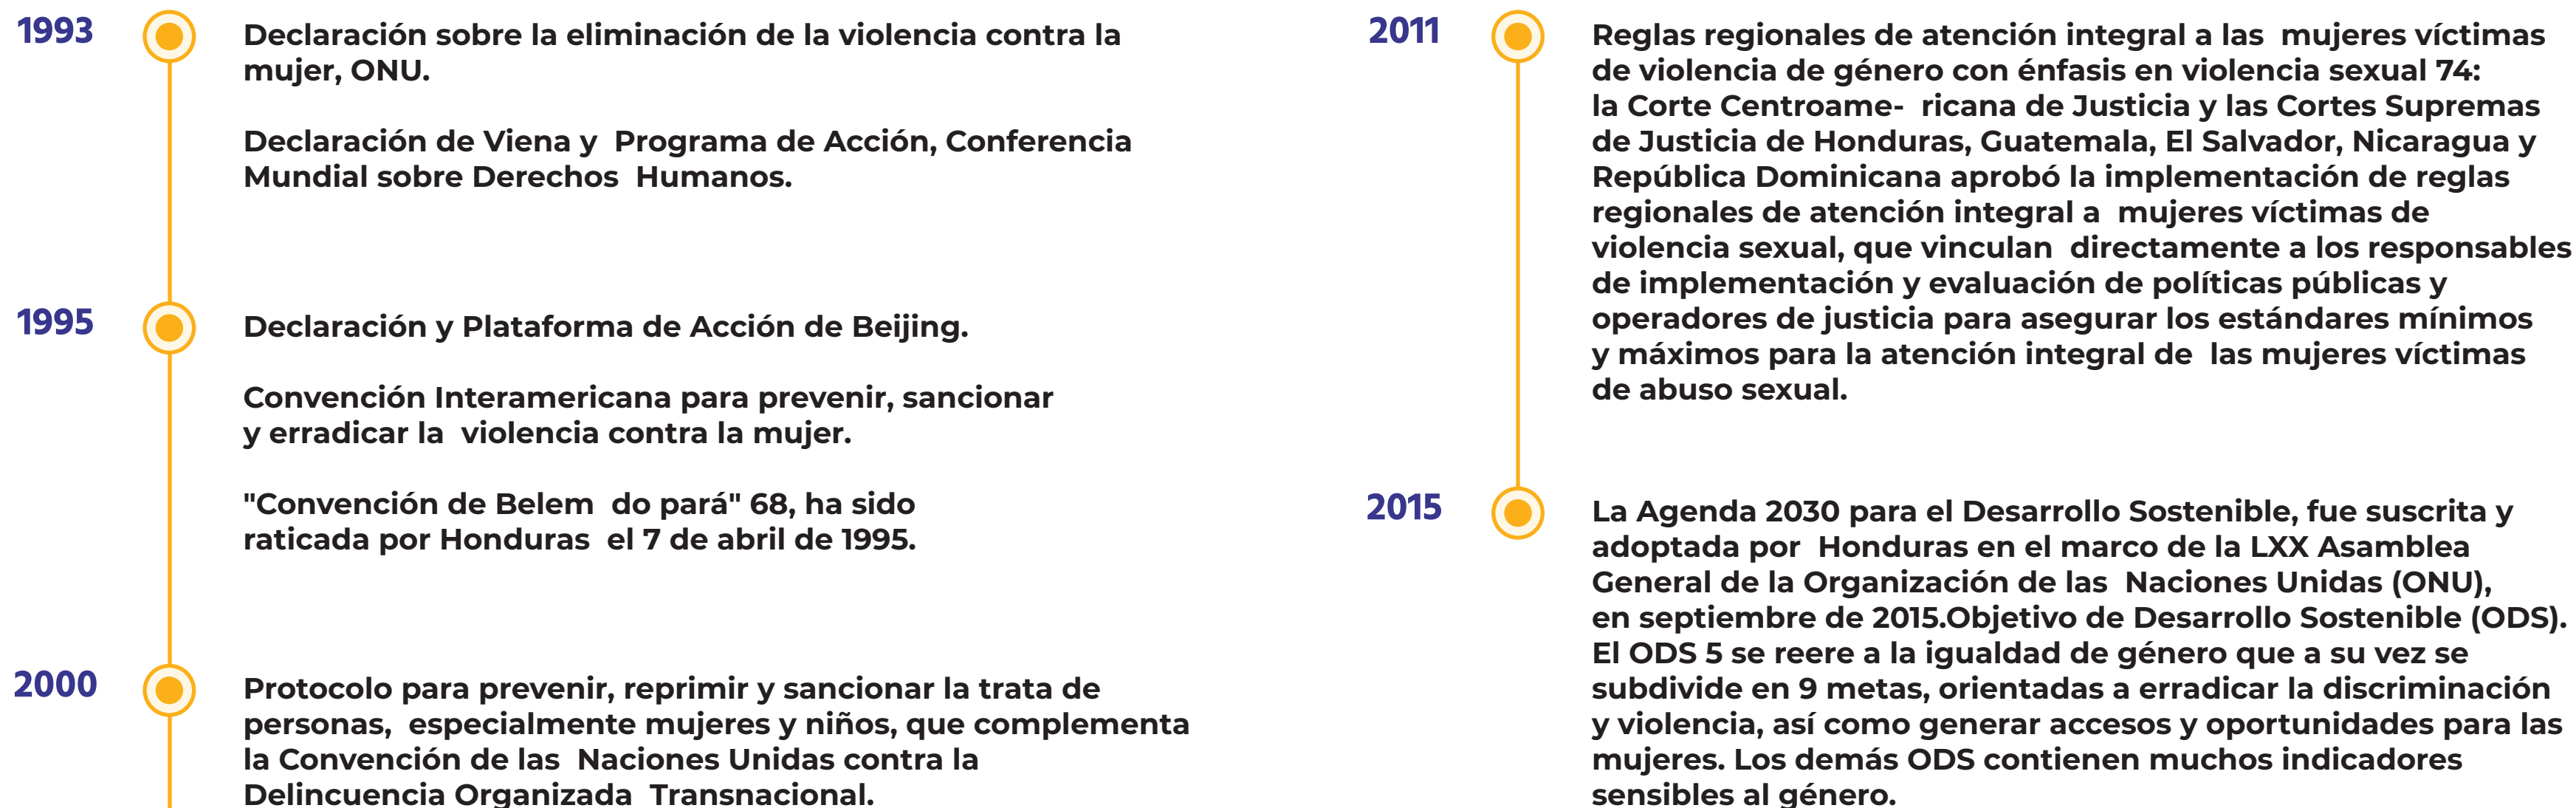 1993
Declaración sobre la eliminación de la violencia contra la
mujer, ONU.
Declaración de Viena y Programa de Acción, Conferencia
Mundial sobre Derechos Humanos.
1995
Declaración y Plataforma de Acción de Beijing.
Convención Interamericana para prevenir, sancionar
y erradicar la violencia contra la mujer.
"Convención de Belem do pará" 68, ha sido
raticada por Honduras el 7 de abril de 1995.
2000
Protocolo para prevenir, reprimir y sancionar la trata de
personas, especialmente mujeres y niños, que complementa
la Convención de las Naciones Unidas contra la
Delincuencia Organizada Transnacional.
2011
Reglas regionales de atención integral a las mujeres víctimas
de violencia de género con énfasis en violencia sexual 74:
la Corte Centroame- ricana de Justicia y las Cortes Supremas
de Justicia de Honduras, Guatemala, El Salvador, Nicaragua y
República Dominicana aprobó la implementación de reglas
regionales de atención integral a mujeres víctimas de
violencia sexual, que vinculan directamente a los responsables
de implementación y evaluación de políticas públicas y
operadores de justicia para asegurar los estándares mínimos
y máximos para la atención integral de las mujeres víctimas
de abuso sexual.
2015
La Agenda 2030 para el Desarrollo Sostenible, fue suscrita y
adoptada por Honduras en el marco de la LXX Asamblea
General de la Organización de las Naciones Unidas (ONU),
en septiembre de 2015.Objetivo de Desarrollo Sostenible (ODS).
El ODS 5 se reere a la igualdad de género que a su vez se
subdivide en 9 metas, orientadas a erradicar la discriminación
y violencia, así como generar accesos y oportunidades para las
mujeres. Los demás ODS contienen muchos indicadores
sensibles al género.